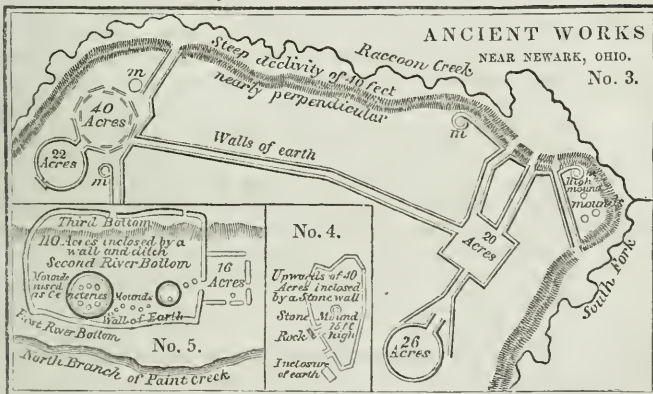 ANCIENT WORKS
NEAR NEWARK, OHIO.
No. 3.
Raccoon Creek
Steep declivity of 40 feet
nearly perpendicular
m
40
Acres
22
Acres
m
Walls of earth
m
High
mound
mounds
20
Acres
South Fork
26
Acres
Third Bottom
110 Acres inclosed by a
wall and ditch
Second River Bottom
Mounds
used
as Cemeteries
Mounds
Wall of Earth
16
Acres
First River Bottom
No. 5.
North Branch of Paint Creek
No. 4.
Upwards of 40
Acres inclosed
by a Stone wall
Stone
Mound
15 ft
high
Rock
Inclosure
of earth